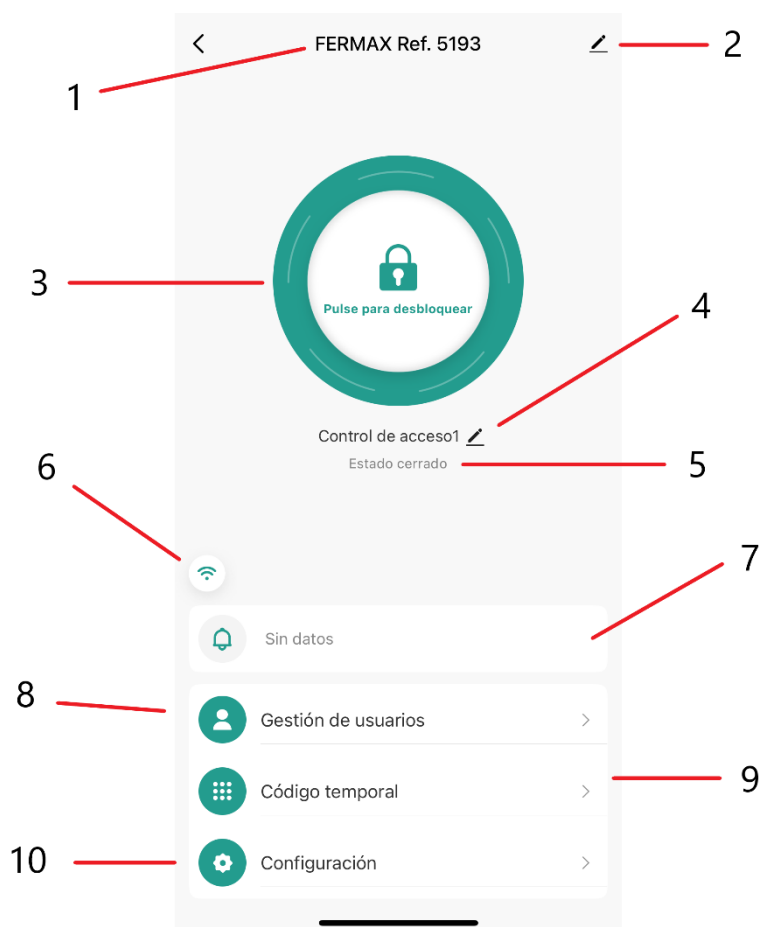 FERMAX Ref. 5193
2
1
3
Pulse para desbloquear
4
Control de acceso1
Estado cerrado
5
6
7
Sin datos
8
Gestión de usuarios
Código temporal
9
10
Configuración